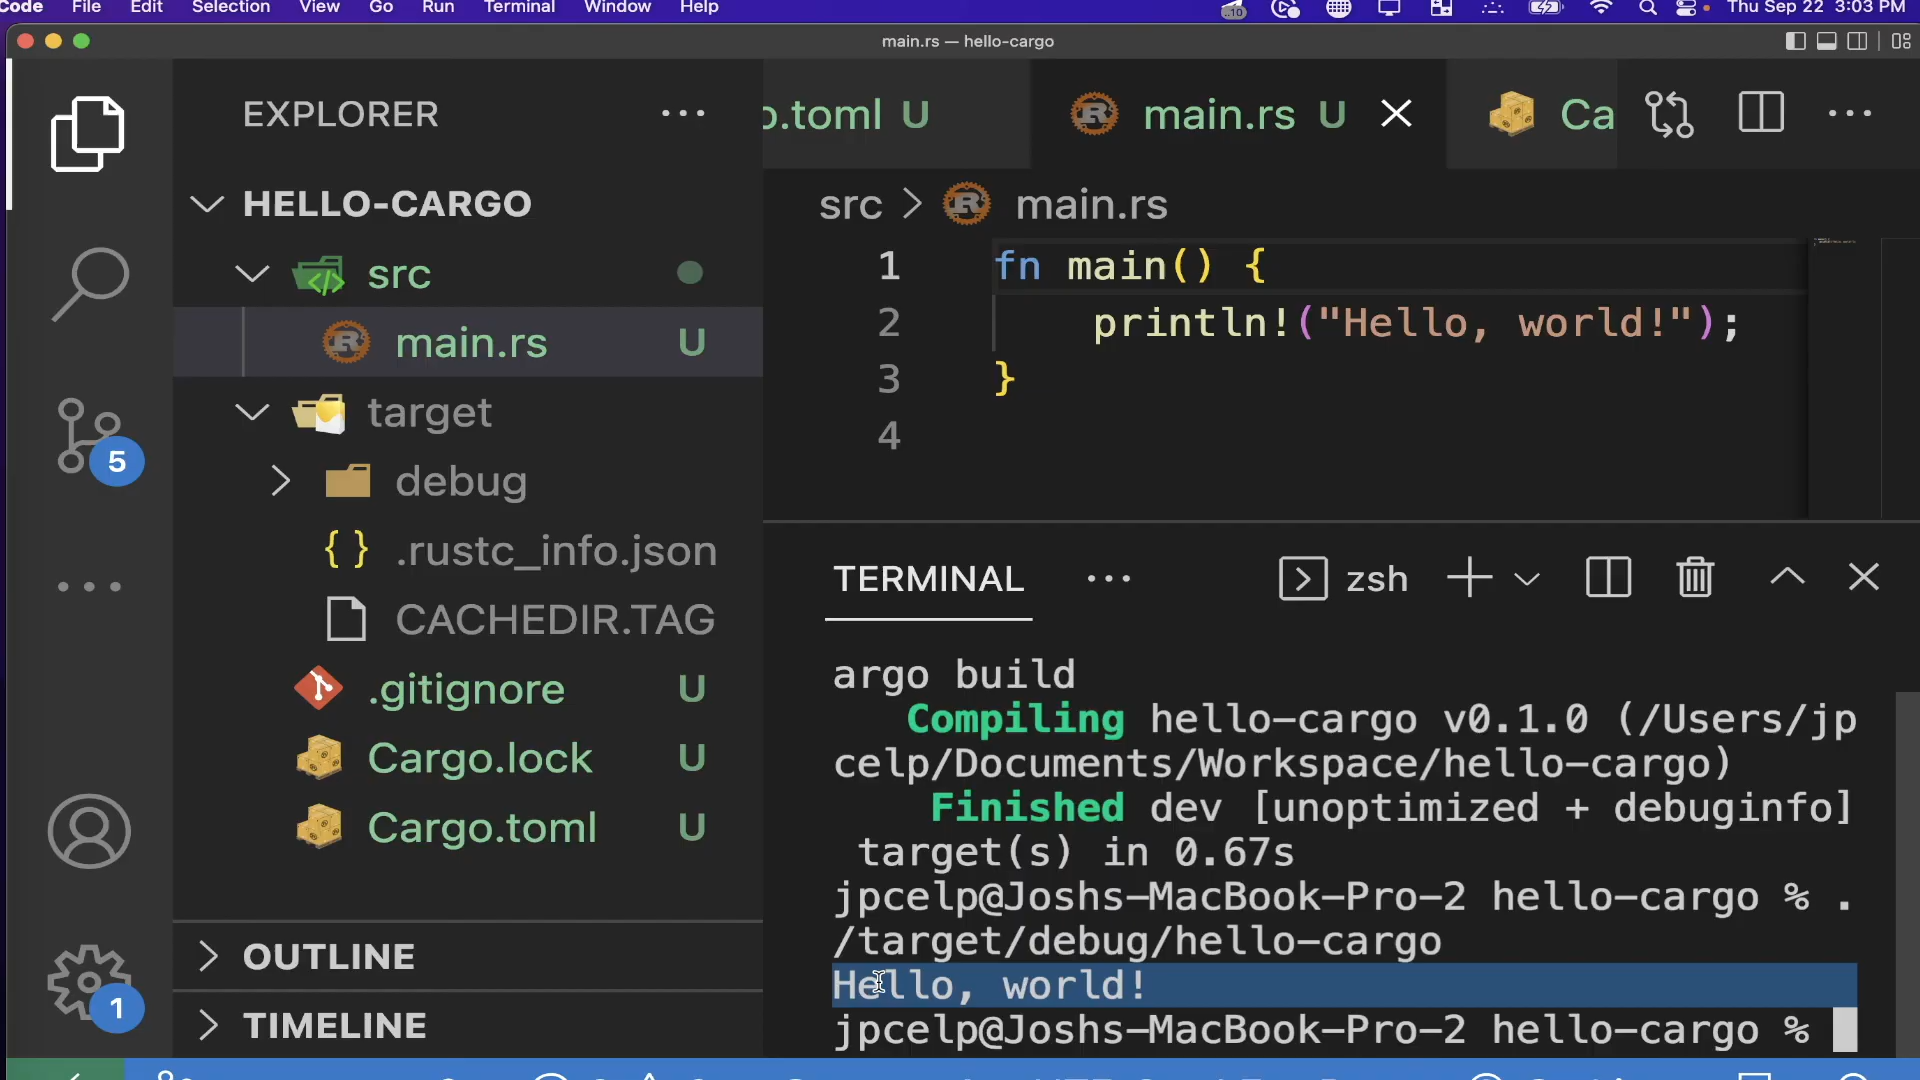 Code File Edit Selection View Go Run Terminal Window Help Thu Sep 22 3:03 PM
main.rs — hello-cargo
EXPLORER
HELLO-CARGO
src
main.rs U
target
debug
.rustc_info.json
CACHEDIR.TAG
.gitignore U
Cargo.lock U
Cargo.toml U
OUTLINE
TIMELINE
5
1
o.toml U main.rs U Ca
src > main.rs
1 fn main() {
2 println!("Hello, world!");
3 }
4
TERMINAL zsh
argo build
Compiling hello-cargo v0.1.0 (/Users/jp
celp/Documents/Workspace/hello-cargo)
Finished dev [unoptimized + debuginfo]
target(s) in 0.67s
jpcelp@Joshs-MacBook-Pro-2 hello-cargo % .
/target/debug/hello-cargo
Hello, world!
jpcelp@Joshs-MacBook-Pro-2 hello-cargo %